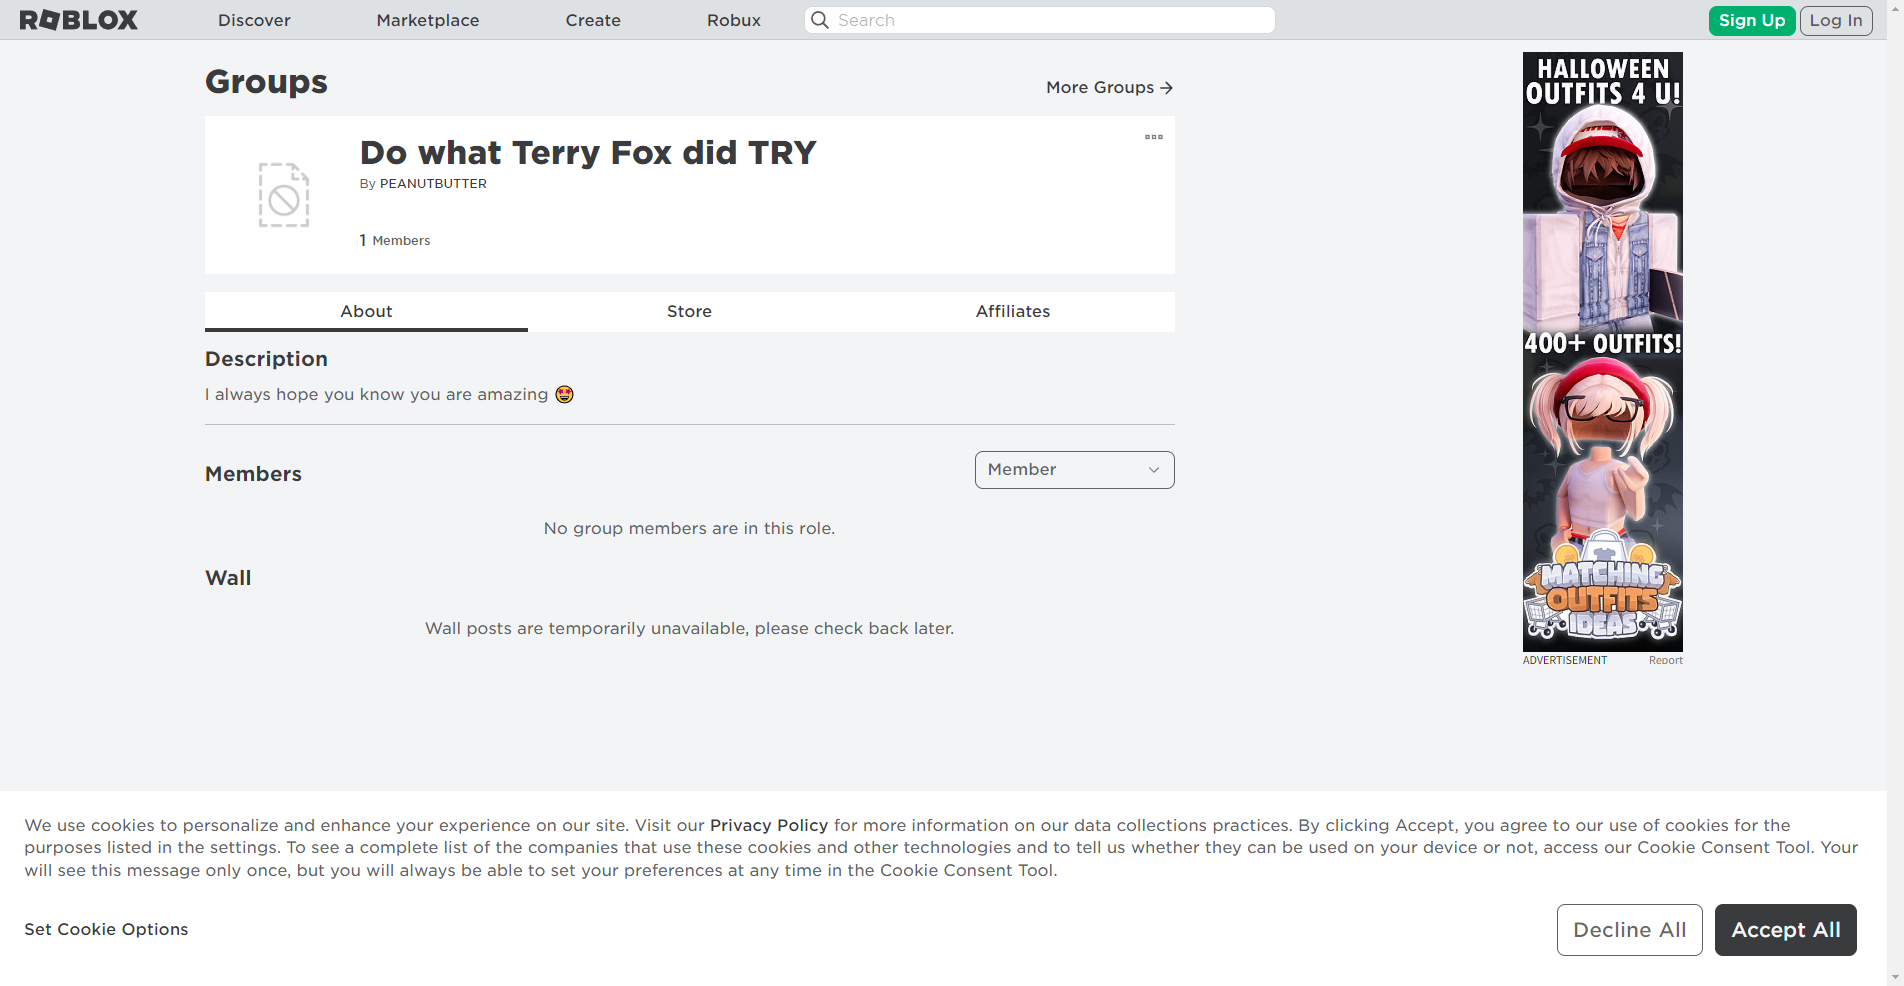 ROBLOX Discover Marketplace Create Robux Search Sign Up Log In
Groups
More Groups
Do what Terry Fox did TRY
By PEANUTBUTTER
1 Members
About Store Affiliates
Description
I always hope you know you are amazing 🤩
Members
Member
No group members are in this role.
Wall
Wall posts are temporarily unavailable, please check back later.
HALLOWEEN
OUTFITS 4 U!
400+ OUTFITS!
MATCHING
OUTFITS
IDEAS
ADVERTISEMENT Report
We use cookies to personalize and enhance your experience on our site. Visit our Privacy Policy for more information on our data collections practices. By clicking Accept, you agree to our use of cookies for the
purposes listed in the settings. To see a complete list of the companies that use these cookies and other technologies and to tell us whether they can be used on your device or not, access our Cookie Consent Tool. Your
will see this message only once, but you will always be able to set your preferences at any time in the Cookie Consent Tool.
Set Cookie Options
Decline All
Accept All